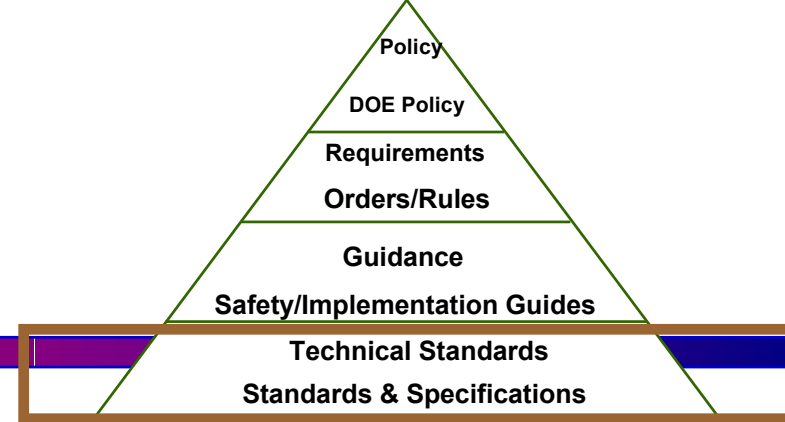 Policy
DOE Policy
Requirements
Orders/Rules
Guidance
Safety/Implementation Guides
Technical Standards
Standards & Specifications